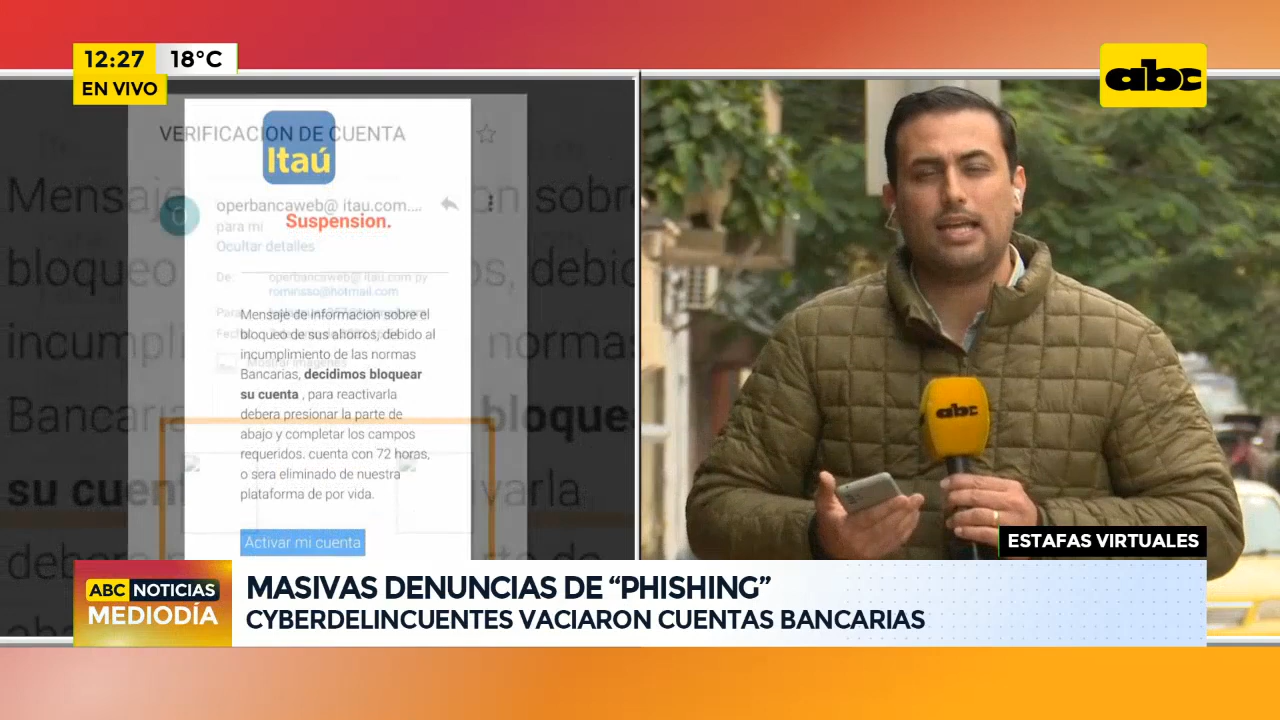 12:27 18°C
EN VIVO
abc
VERIFICACION DE CUENTA
Itaú
operbancaweb@ itau.com....
para mi
Suspension.
Ocultar detalles
De: operbancaweb@ itau.com.py
rominsao@hotmail.com
Mensaje de informacion sobre el
bloqueo de sus ahorros, debido al
incumplimiento de las normas
Bancarias, decidimos bloquear
su cuenta , para reactivarla
debera presionar la parte de
abajo y completar los campos
requeridos. cuenta con 72 horas,
o sera eliminado de nuestra
plataforma de por vida.
Activar mi cuenta
abc
ESTAFAS VIRTUALES
ABC NOTICIAS
MEDIODÍA
MASIVAS DENUNCIAS DE “PHISHING”
CYBERDELINCUENTES VACIARON CUENTAS BANCARIAS